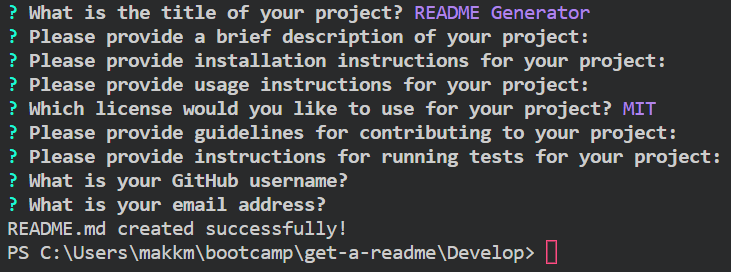 ? What is the title of your project? README Generator
? Please provide a brief description of your project:
? Please provide installation instructions for your project:
? Please provide usage instructions for your project:
? Which license would you like to use for your project? MIT
? Please provide guidelines for contributing to your project:
? Please provide instructions for running tests for your project:
? What is your GitHub username?
? What is your email address?
README.md created successfully!
PS C:\Users\makkm\bootcamp\get-a-readme\Develop>